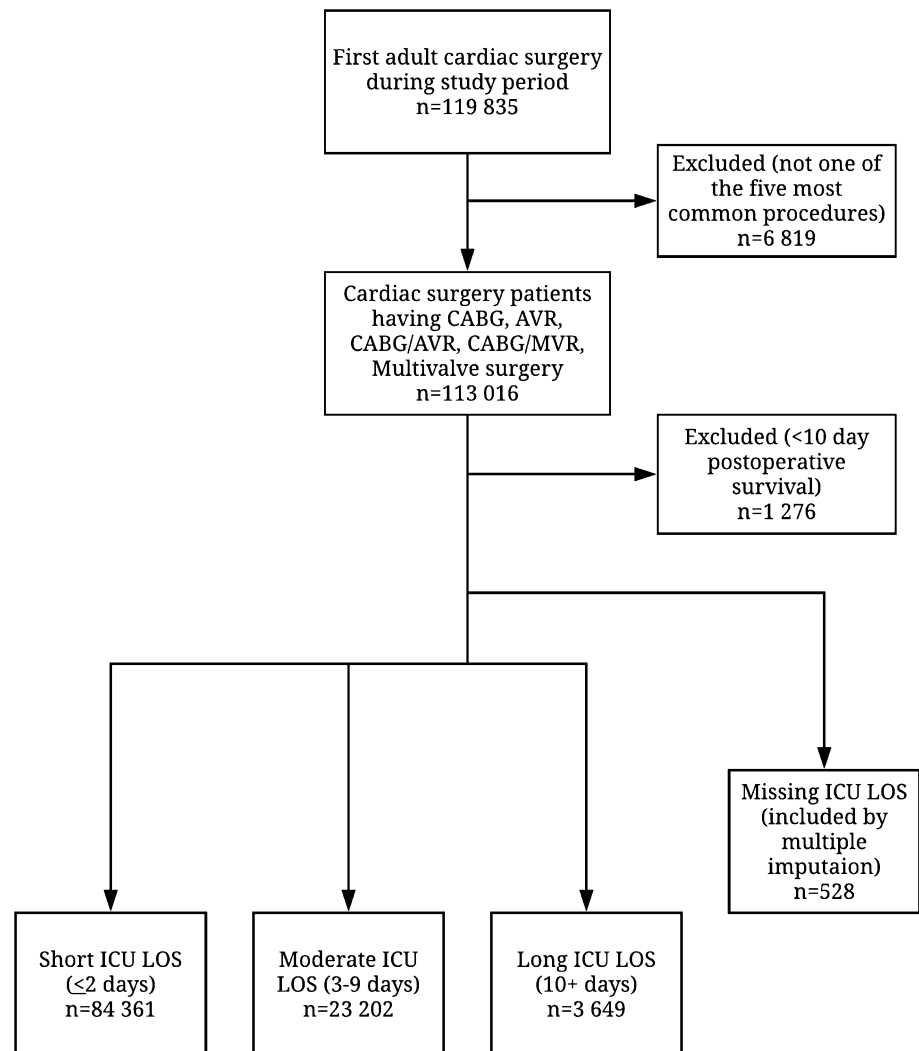 First adult cardiac surgery
during study period
n=119 835
Excluded (not one of
the five most
common procedures)
n=6 819
Cardiac surgery patients
having CABG, AVR,
CABG/AVR, CABG/MVR,
Multivalve surgery
n=113 016
Excluded (<10 day
postoperative
survival)
n=1 276
Missing ICU LOS
(included by
multiple
imputaion)
n=528
Short ICU LOS
(≤2 days)
n=84 361
Moderate ICU
LOS (3-9 days)
n=23 202
Long ICU LOS
(10+ days)
n=3 649